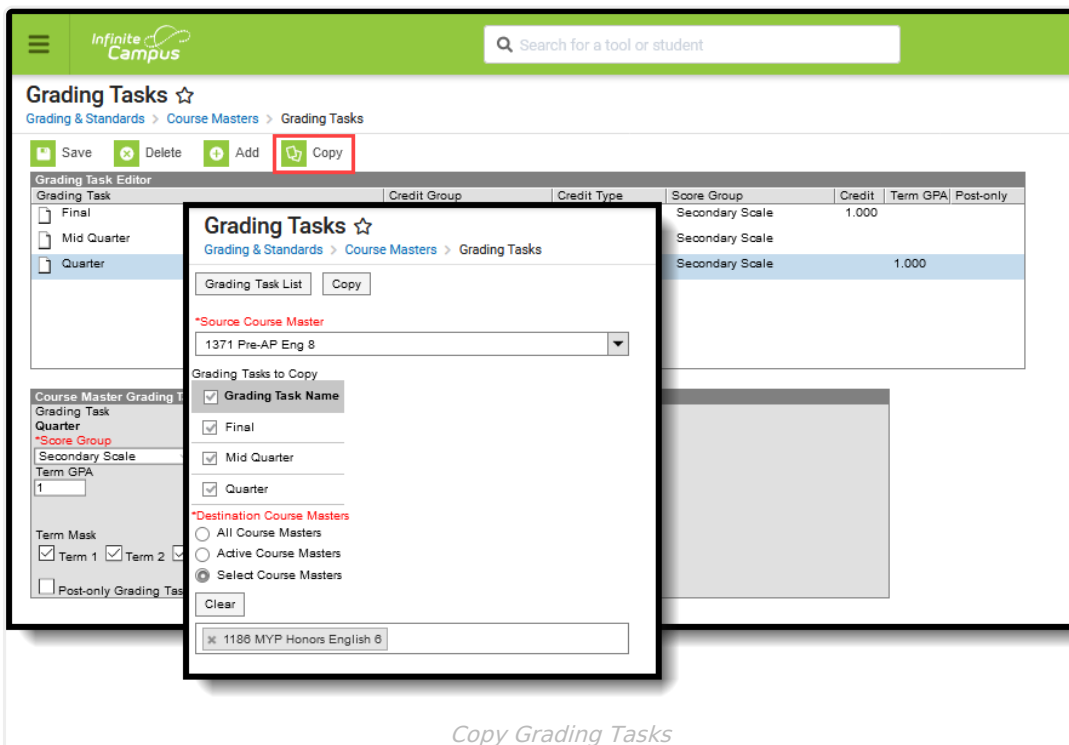 Infinite Campus
Search for a tool or student
Grading Tasks
Grading & Standards > Course Masters > Grading Tasks
Save Delete Add Copy
Grading Task Editor
Grading Task Credit Group Credit Type Score Group Credit Term GPA Post-only
Final Secondary Scale 1.000
Mid Quarter Secondary Scale
Quarter Secondary Scale 1.000
Course Master Grading
Grading Task
Quarter
*Score Group
Secondary Scale
Term GPA
1
Term Mask
Term 1 Term 2
Post-only Grading Tas
Grading Tasks
Grading & Standards > Course Masters > Grading Tasks
Grading Task List Copy
*Source Course Master
1371 Pre-AP Eng 8
Grading Tasks to Copy
Grading Task Name
Final
Mid Quarter
Quarter
*Destination Course Masters
All Course Masters
Active Course Masters
Select Course Masters
Clear
1186 MYP Honors English 6
Copy Grading Tasks